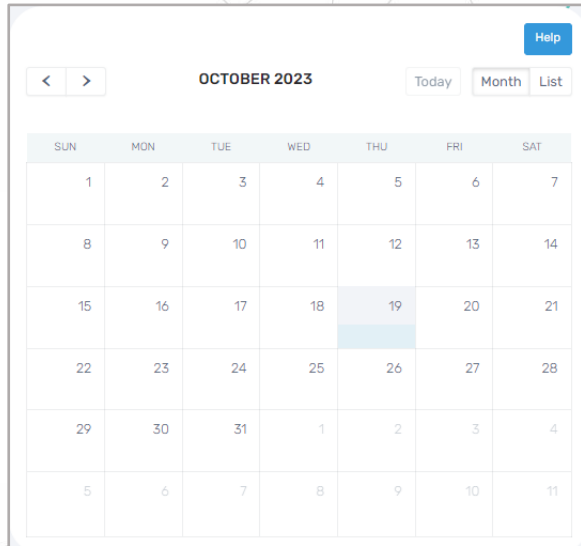 Help
< > OCTOBER 2023 Today Month List
SUN MON TUE WED THU FRI SAT
1 2 3 4 5 6 7
8 9 10 11 12 13 14
15 16 17 18 19 20 21
22 23 24 25 26 27 28
29 30 31 1 2 3 4
5 6 7 8 9 10 11